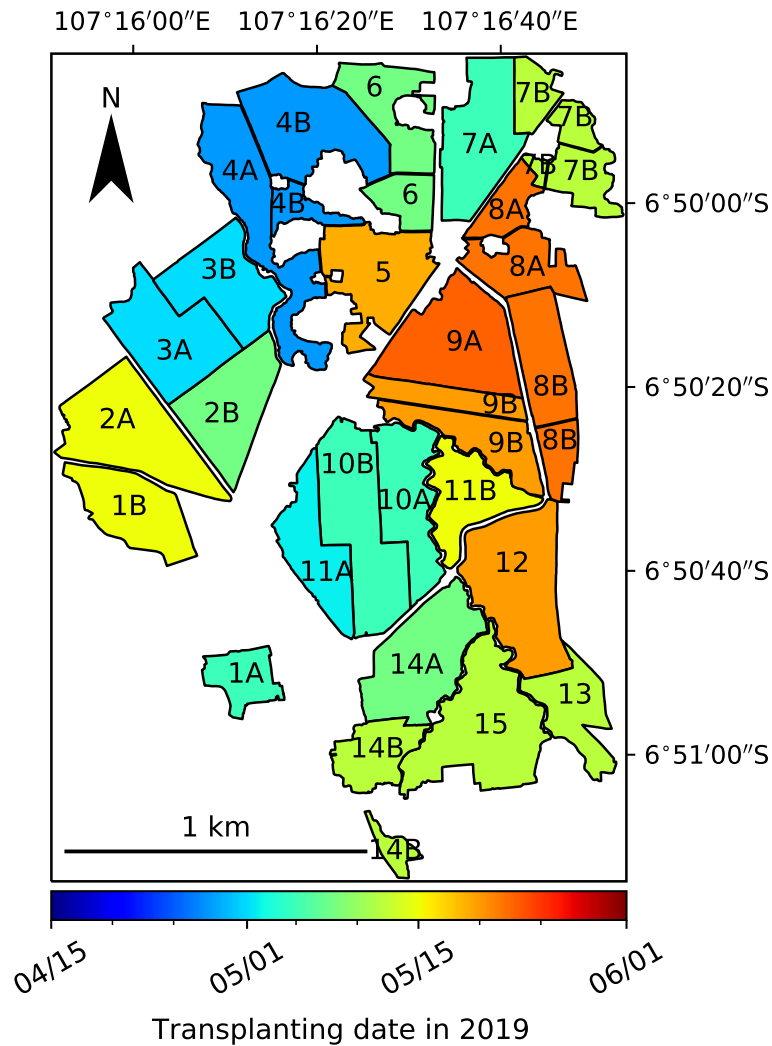 107°16′00″E 107°16′20″E 107°16′40″E
N
6
7B
7B
4B
7A
4A
7B
7B
6
4B
8A
6°50′00″S
3B
5
8A
3A
9A
6°50′20″S
8B
9B
2A
2B
9B
8B
10B
11B
10A
1B
12
11A
6°50′40″S
14A
1A
13
15
14B
6°51′00″S
1 km
14B
04/15 05/01 05/15 06/01
Transplanting date in 2019